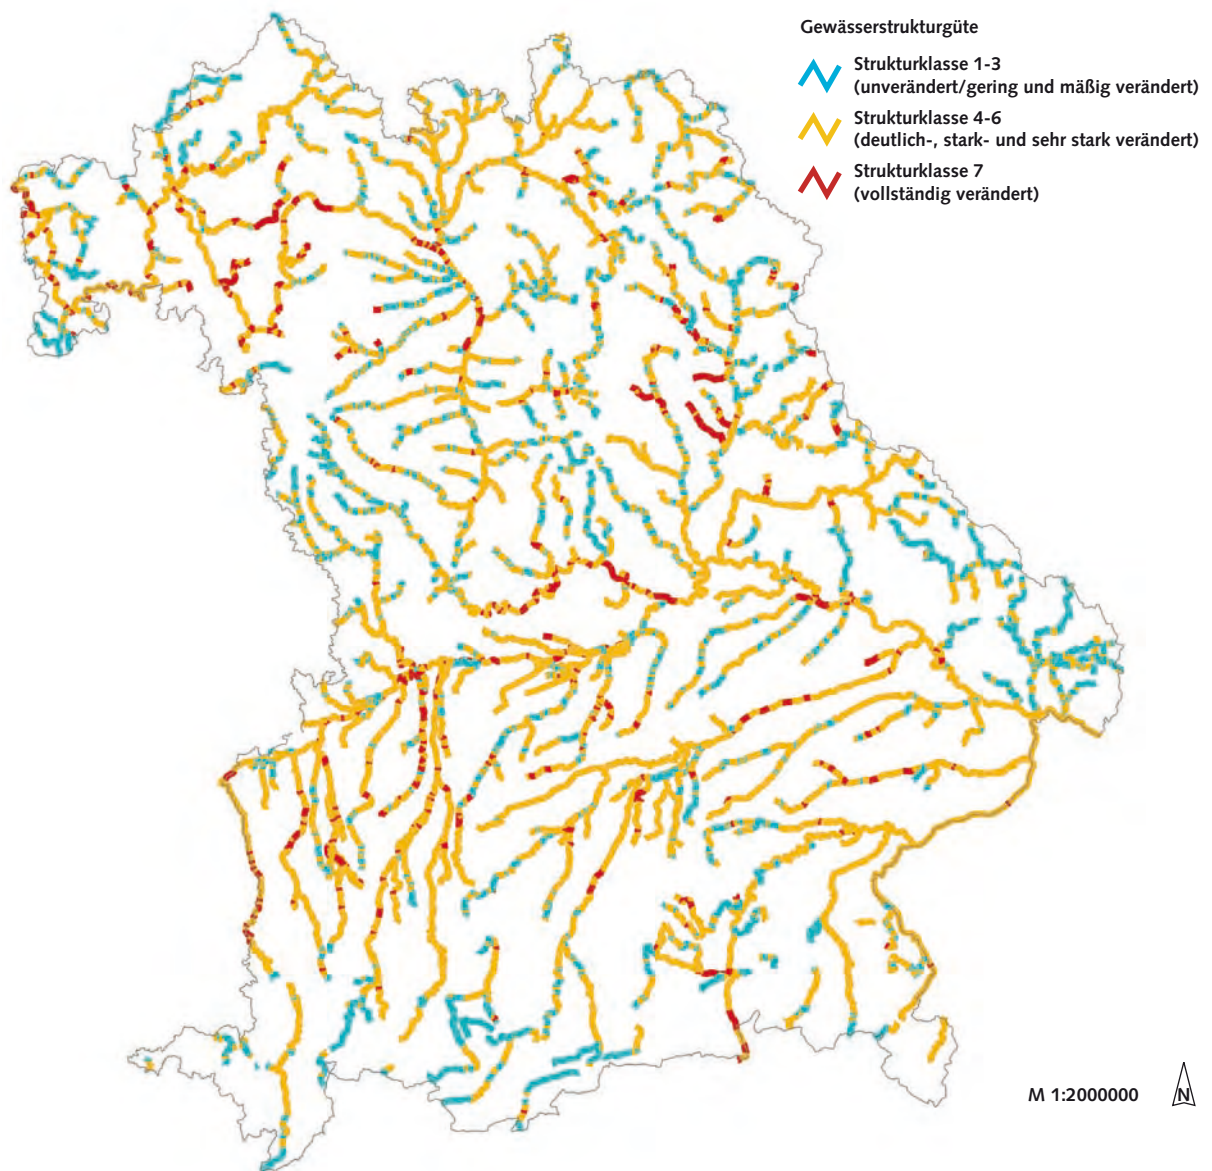 Gewässerstrukturgüte
Strukturklasse 1-3
(unverändert/gering und mäßig verändert)
Strukturklasse 4-6
(deutlich-, stark- und sehr stark verändert)
Strukturklasse 7
(vollständig verändert)
M 1:2000000
N